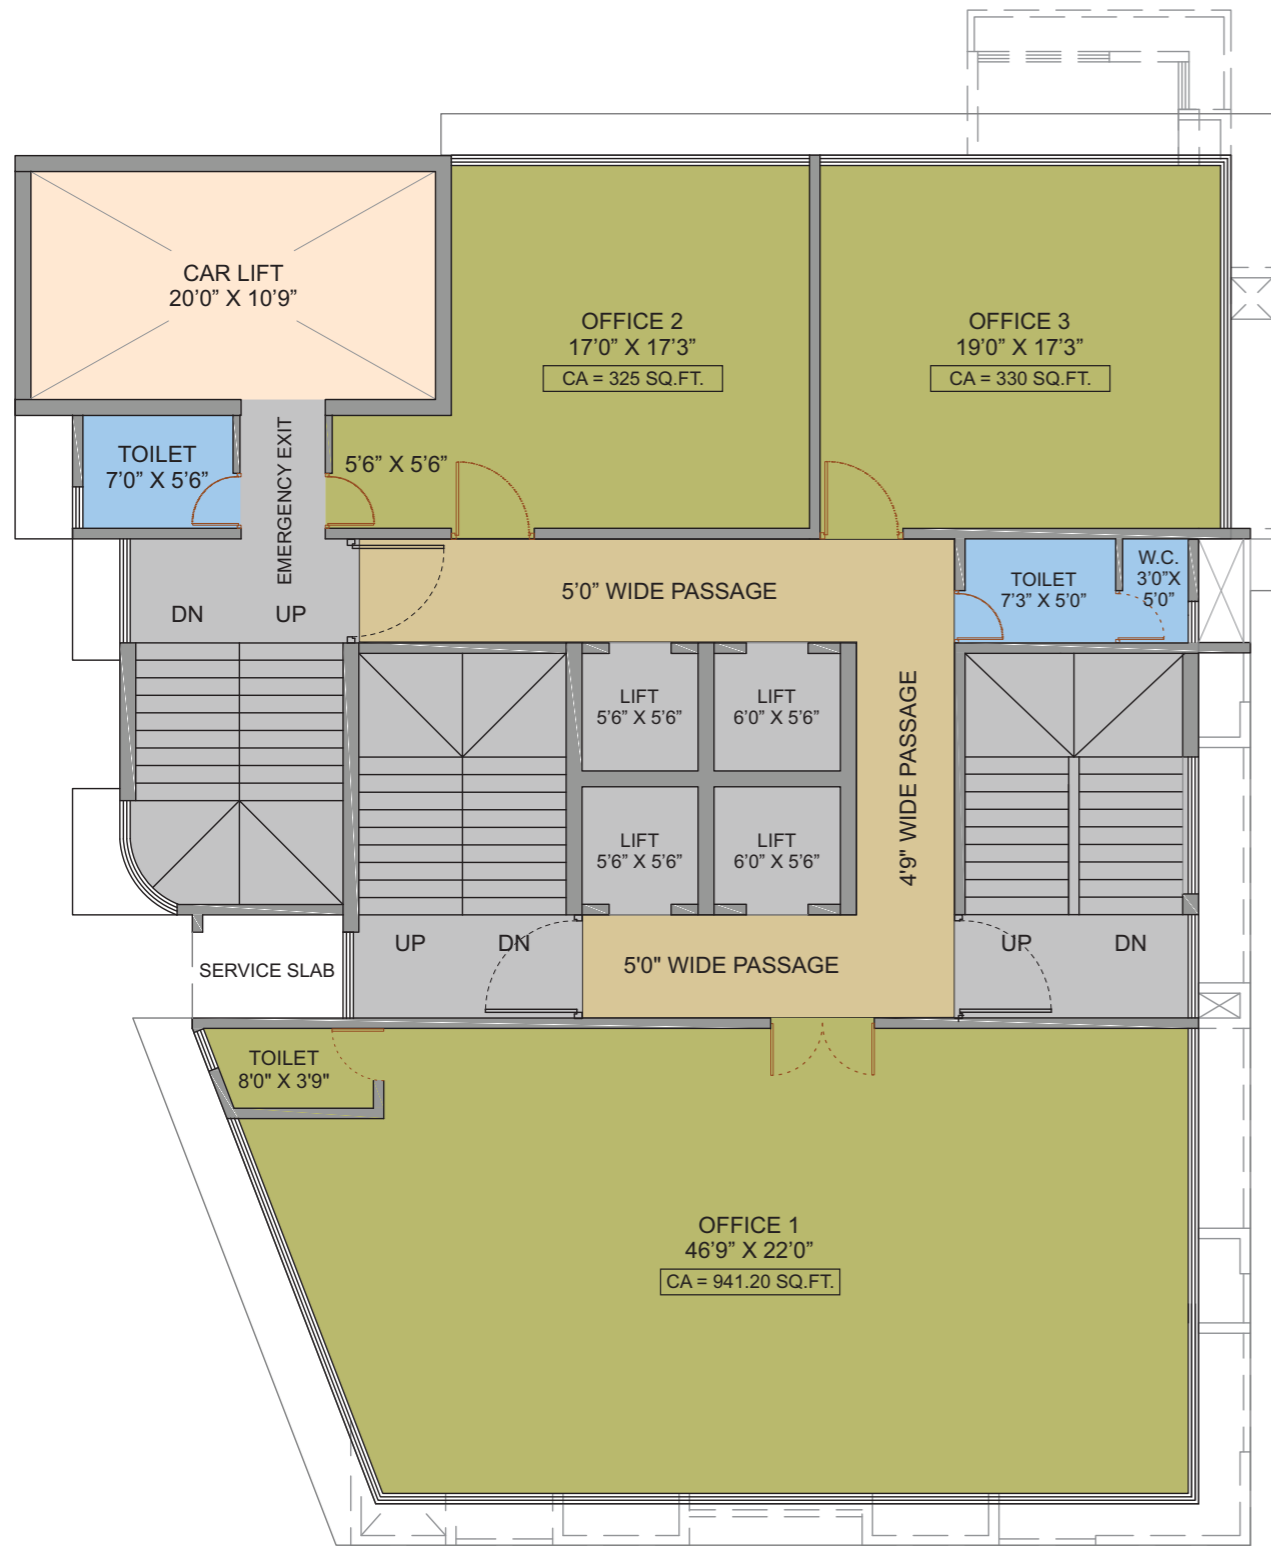 CAR LIFT
20’0” X 10’9”
OFFICE 2
17’0” X 17’3”
CA = 325 SQ.FT.
OFFICE 3
19’0” X 17’3”
CA = 330 SQ.FT.
TOILET
7’0” X 5’6”
EMERGENCY EXIT
5’6” X 5’6”
DN
UP
5’0” WIDE PASSAGE
TOILET
7’3” X 5’0”
W.C.
3’0”X
5’0”
LIFT
5’6” X 5’6”
LIFT
6’0” X 5’6”
4'9" WIDE PASSAGE
LIFT
5’6” X 5’6”
LIFT
6’0” X 5’6”
UP
DN
5'0" WIDE PASSAGE
UP
DN
SERVICE SLAB
TOILET
8'0" X 3'9"
OFFICE 1
46’9” X 22’0”
CA = 941.20 SQ.FT.